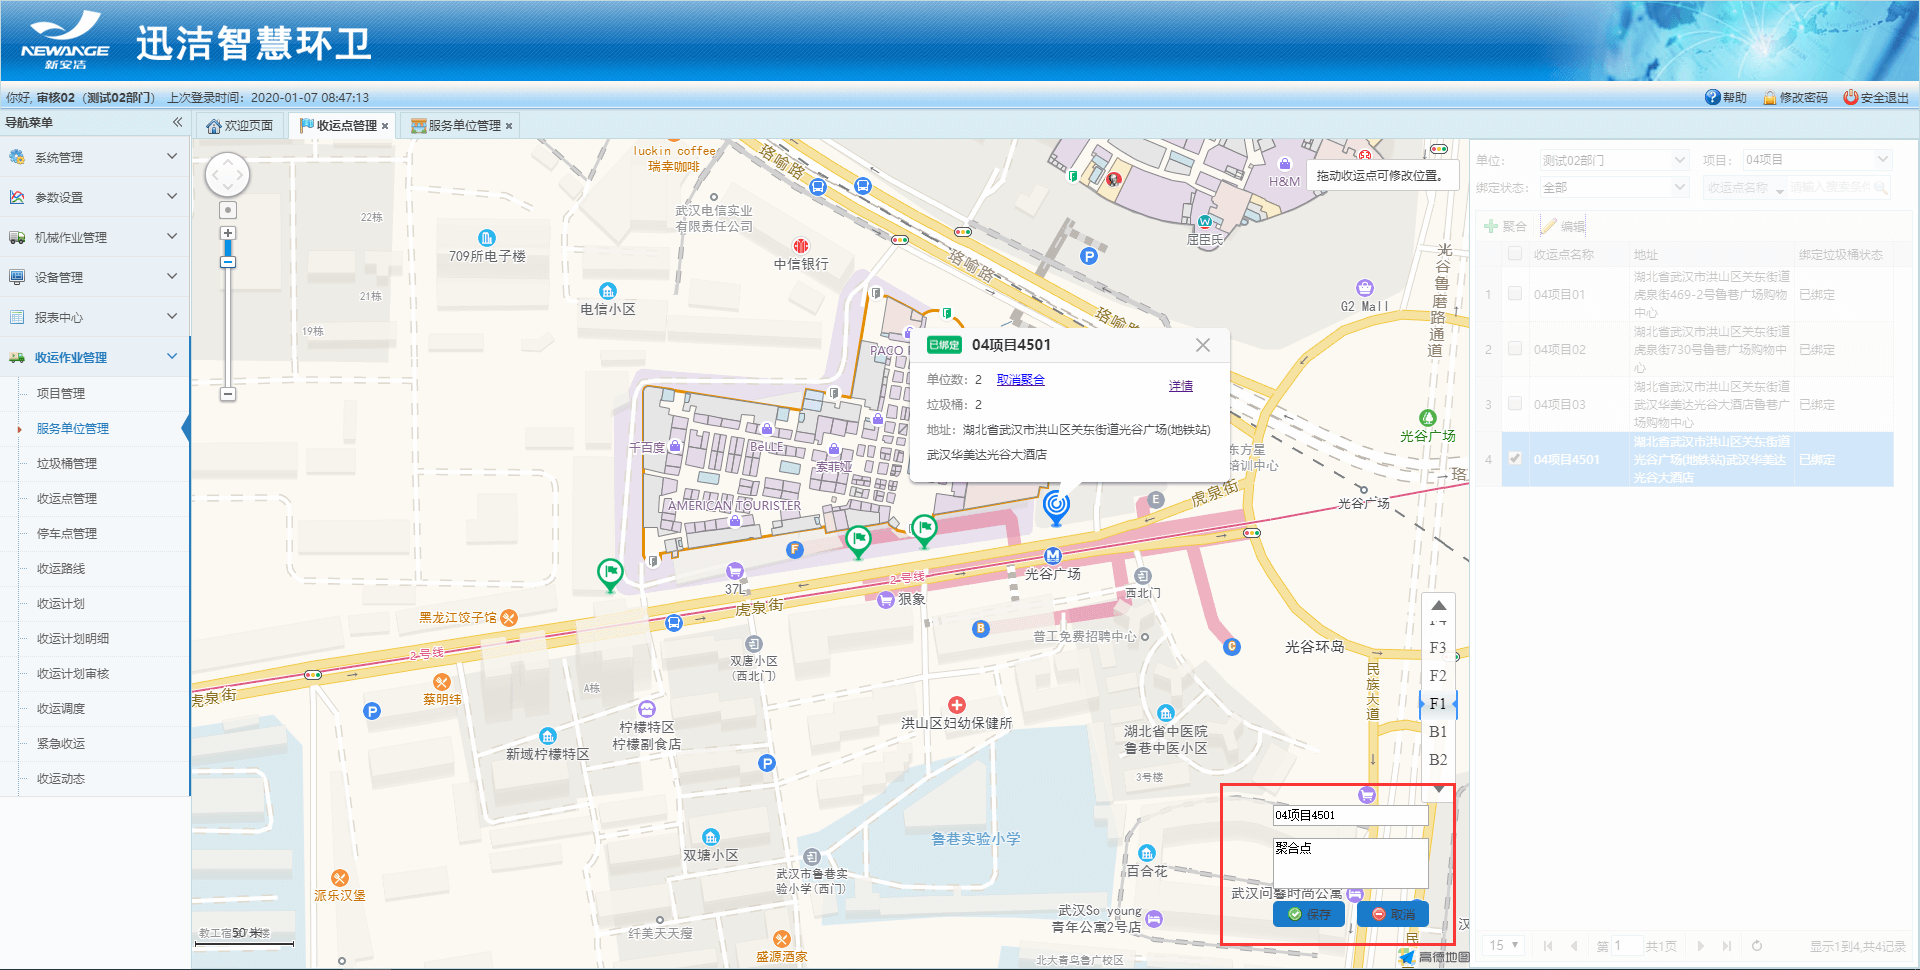 NEWANGE
新安洁
迅洁智慧环卫
你好, 审核02（测试02部门） 上次登录时间：2020-01-07 08:47:13
帮助 修改密码 安全退出
导航菜单
欢迎页面 收运点管理 服务单位管理
系统管理
参数设置
机械作业管理
设备管理
报表中心
收运作业管理
项目管理
服务单位管理
垃圾桶管理
收运点管理
停车点管理
收运路线
收运计划
收运计划明细
收运计划审核
收运调度
紧急收运
收运动态
luckin coffee
瑞幸咖啡
珞喻路
武汉电信实业
有限责任公司
22栋
709所电子楼
中信银行
21栋
19栋
电信小区
H&M
拖动收运点可修改位置。
屈臣氏
珞喻路
G2 Mall
光谷鲁磨路通道
珞喻路
PACO
已绑定 04项目4501
单位数：2 取消聚合 详情
垃圾桶：2
地址：湖北省武汉市洪山区关东街道光谷广场(地铁站)
武汉华美达光谷大酒店
千百度
BeLLE
索菲亚
AMERICAN TOURISTER
光谷广场
东方星
培训中心
珞
虎泉街
光谷广场
E
F
37L
2号线
光谷广场
西北门
狠象
虎泉街
黑龙江饺子馆
B
普工免费招聘中心
C
光谷环岛
2号线
双唐小区
(西北门)
A栋
蔡明纬
虎泉街
民族大道
F3
F2
F1
B1
B2
柠檬特区
柠檬副食店
新域柠檬特区
洪山区妇幼保健所
湖北省中医院
鲁巷中医小区
3号楼
04项目4501
聚合点
鲁巷实验小学
双塘小区
武汉市鲁巷实
验小学(西门)
百合花
派乐汉堡
武汉问馨时尚公寓
保存 取消
武汉So young
青年公寓2号店
汉
50 米
纤美天天瘦
民
盛源酒家
北大青鸟鲁广校区
高德地图
单位： 测试02部门 项目： 04项目
绑定状态： 全部 收运点名称 请输入搜索条件
聚合 编辑
收运点名称 地址 绑定垃圾桶状态
1 04项目01 湖北省武汉市洪山区关东街道
虎泉街469-2号鲁巷广场购物
中心 已绑定
2 04项目02 湖北省武汉市洪山区关东街道
虎泉街730号鲁巷广场购物中
心 已绑定
3 04项目03 湖北省武汉市洪山区关东街道
武汉华美达光谷大酒店鲁巷广
场购物中心 已绑定
4 04项目4501 湖北省武汉市洪山区关东街道
光谷广场(地铁站)武汉华美达
光谷大酒店 已绑定
15 第 1 共1页 显示1到4,共4记录